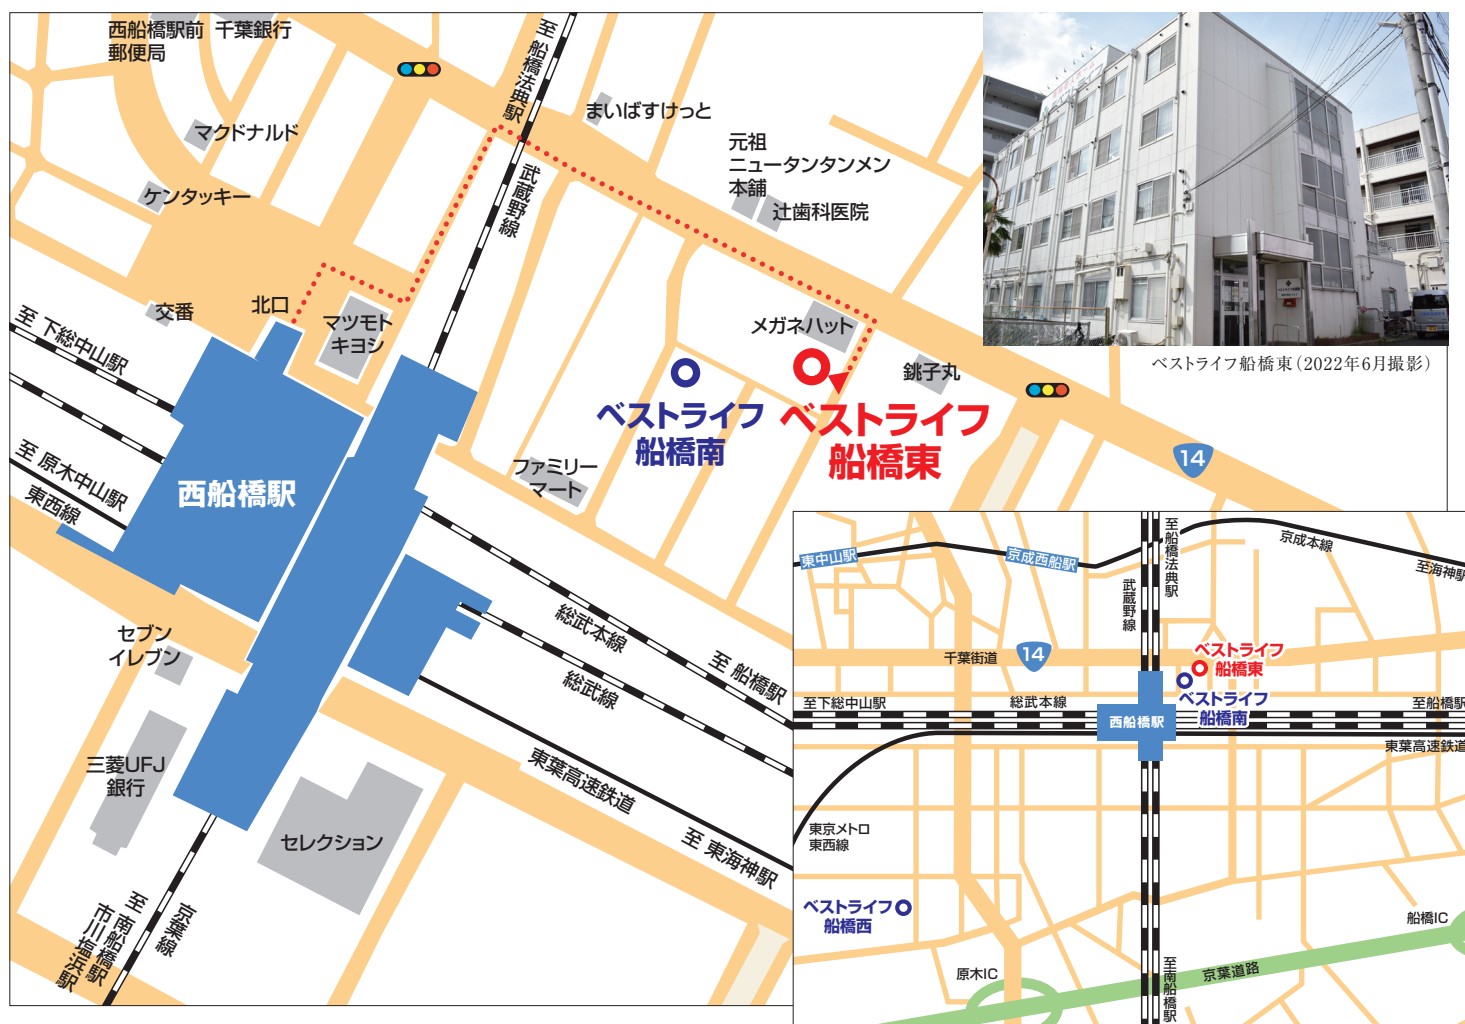 西船橋駅前
郵便局
千葉銀行
至 船橋法典駅
マクドナルド
まいばすけっと
元祖
ニュータンタンメン
本舗
辻歯科医院
ケンタッキー
武蔵野線
交番
北口
マツモト
キヨシ
メガネハット
銚子丸
ベストライフ船橋東(2022年6月撮影)
至 下総中山駅
ベストライフ
船橋南
ベストライフ
船橋東
14
至 原木中山駅
東西線
西船橋駅
ファミリー
マート
総武本線
至 船橋駅
総武線
セブン
イレブン
三菱UFJ
銀行
東葉高速鉄道
至 東海神駅
セレクション
京葉線
至 南船橋駅
市川塩浜駅
東中山駅
京成西船駅
至船橋法典駅
京成本線
至海神駅
武蔵野線
千葉街道
14
ベストライフ
船橋東
ベストライフ
船橋南
至下総中山駅
総武本線
西船橋駅
至船橋駅
東葉高速鉄道
東京メトロ
東西線
ベストライフ
船橋西
船橋IC
原木IC
京葉道路
至南船橋駅